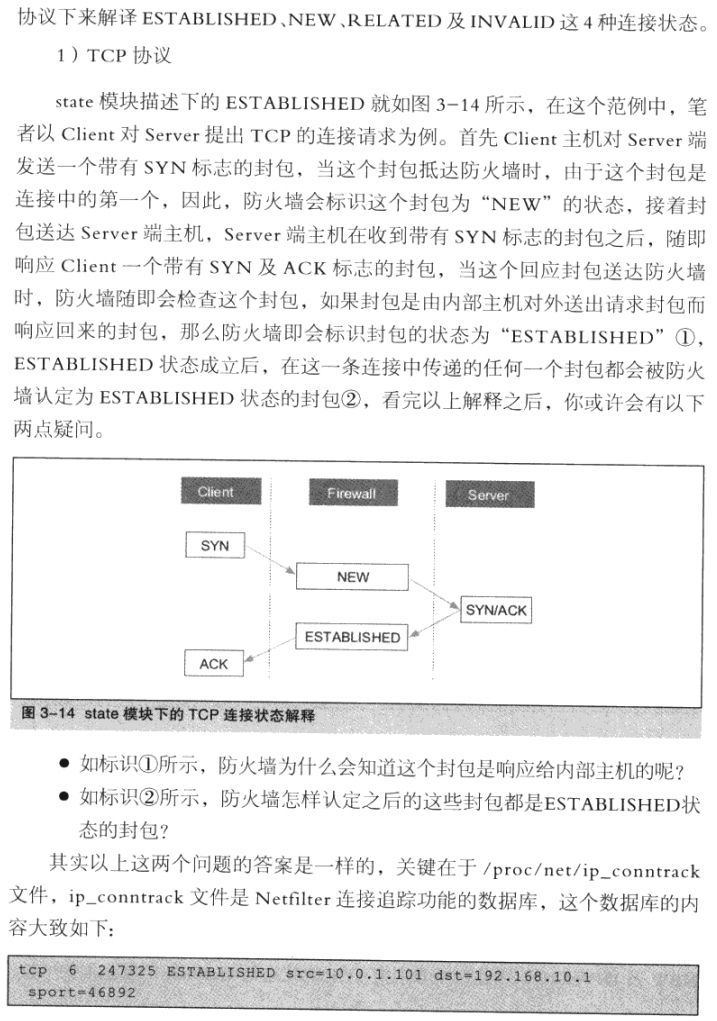 协议下来解译 ESTABLISHED、NEW、RELATED 及 INVALID 这 4 种连接状态。
1）TCP 协议
state 模块描述下的 ESTABLISHED 就如图 3-14 所示，在这个范例中，笔
者以 Client 对 Server 提出 TCP 的连接请求为例。首先 Client 主机对 Server 端
发送一个带有 SYN 标志的封包，当这个封包抵达防火墙时，由于这个封包是
连接中的第一个，因此，防火墙会标识这个封包为“NEW”的状态，接着封
包送达 Server 端主机，Server 端主机在收到带有 SYN 标志的封包之后，随即
响应 Client 一个带有 SYN 及 ACK 标志的封包，当这个回应封包送达防火墙
时，防火墙随即会检查这个封包，如果封包是由内部主机对外送出请求封包而
响应回来的封包，那么防火墙即会标识封包的状态为“ESTABLISHED”①，
ESTABLISHED 状态成立后，在这一条连接中传递的任何一个封包都会被防火
墙认定为 ESTABLISHED 状态的封包②，看完以上解释之后，你或许会有以下
两点疑问。
Client Firewall Server
SYN
NEW
SYN/ACK
ESTABLISHED
ACK
图 3-14 state 模块下的 TCP 连接状态解释
● 如标识①所示，防火墙为什么会知道这个封包是响应给内部主机的呢？
● 如标识②所示，防火墙怎样认定之后的这些封包都是ESTABLISHED状
态的封包？
其实以上这两个问题的答案是一样的，关键在于 /proc/net/ip_conntrack
文件，ip_conntrack 文件是 Netfilter 连接追踪功能的数据库，这个数据库的内
容大致如下：
tcp 6 247325 ESTABLISHED src=10.0.1.101 dst=192.168.10.1
sport=46892